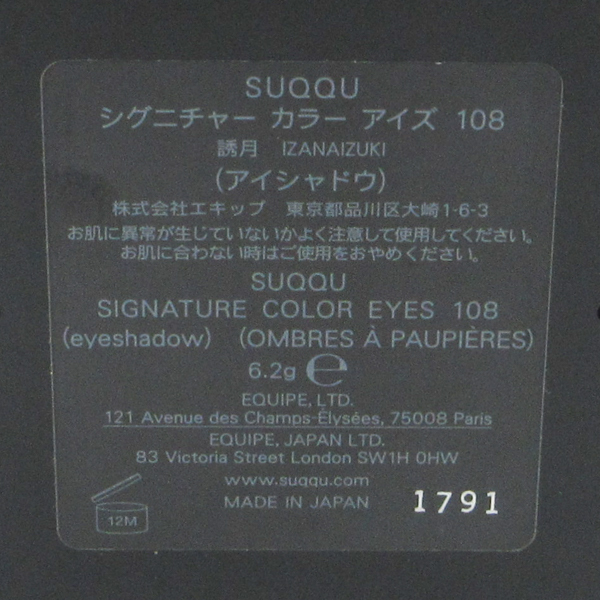 SUQQU
シグニチャー カラー アイズ 108
誘月 IZANAIZUKI
(アイシャドウ)
株式会社エキップ 東京都品川区大崎1-6-3
お肌に異常が生じていないかよく注意して使用してください。
お肌に合わない時はご使用をおやめください。
SUQQU
SIGNATURE COLOR EYES 108
(eyeshadow) (OMBRES À PAUPIÈRES)
6.2g ℮
EQUIPE, LTD.
121 Avenue des Champs-Élysées, 75008 Paris
EQUIPE, JAPAN LTD.
83 Victoria Street London SW1H 0HW
www.suqqu.com
MADE IN JAPAN 1791
12M